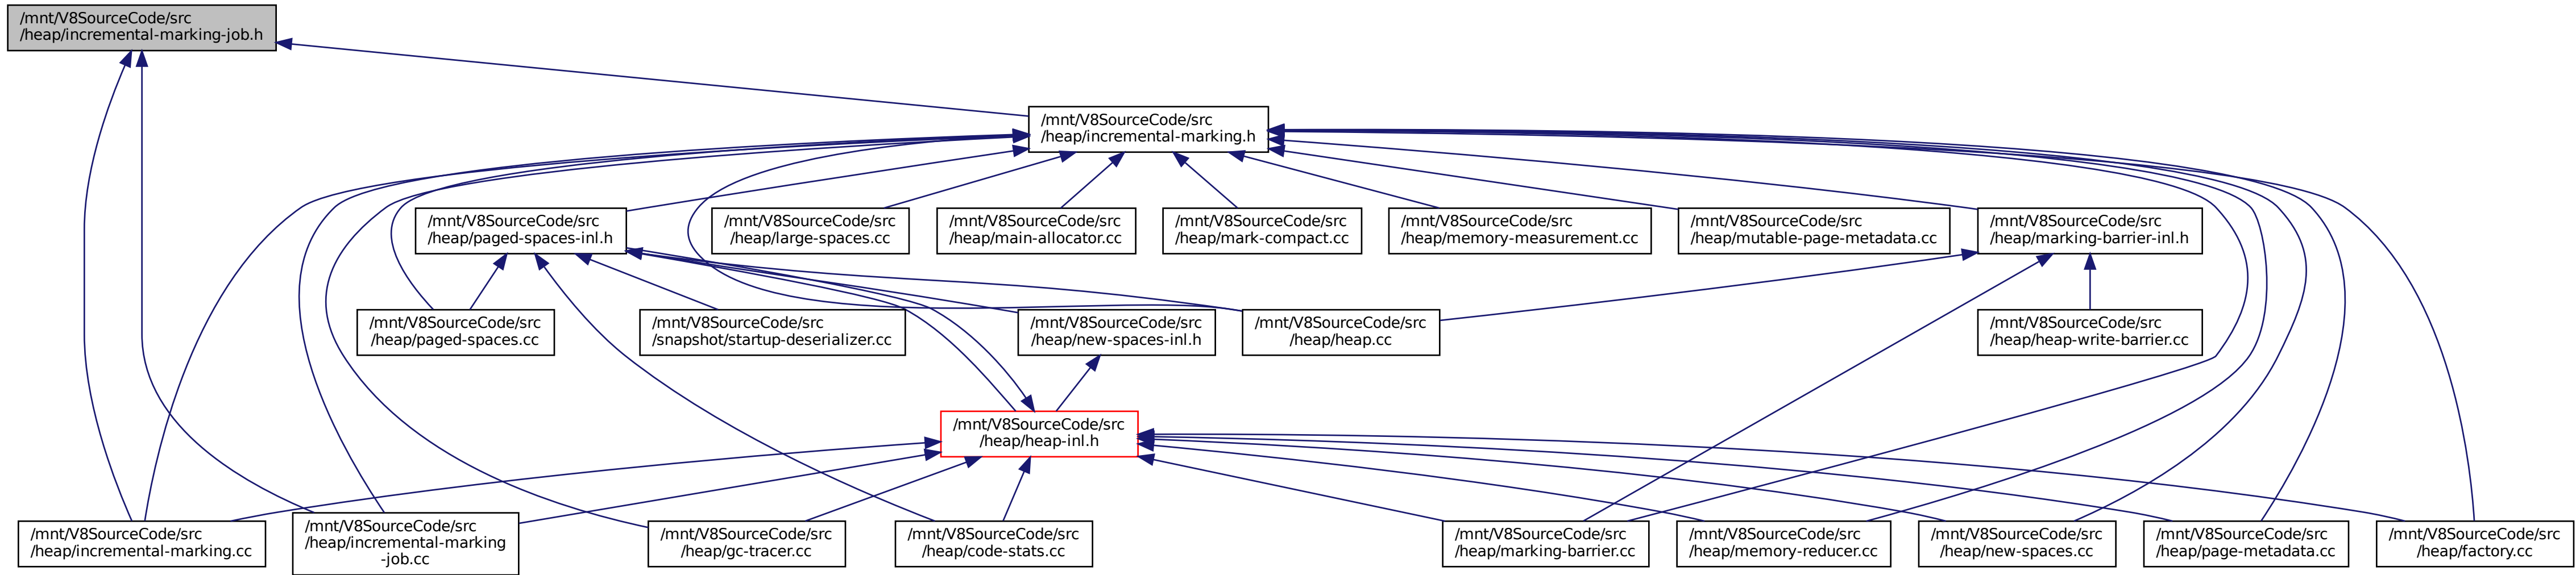 /mnt/V8SourceCode/src
/heap/incremental-marking-job.h
/mnt/V8SourceCode/src
/heap/incremental-marking.h
/mnt/V8SourceCode/src
/heap/paged-spaces-inl.h
/mnt/V8SourceCode/src
/heap/large-spaces.cc
/mnt/V8SourceCode/src
/heap/main-allocator.cc
/mnt/V8SourceCode/src
/heap/mark-compact.cc
/mnt/V8SourceCode/src
/heap/memory-measurement.cc
/mnt/V8SourceCode/src
/heap/mutable-page-metadata.cc
/mnt/V8SourceCode/src
/heap/marking-barrier-inl.h
/mnt/V8SourceCode/src
/heap/paged-spaces.cc
/mnt/V8SourceCode/src
/snapshot/startup-deserializer.cc
/mnt/V8SourceCode/src
/heap/new-spaces-inl.h
/mnt/V8SourceCode/src
/heap/heap.cc
/mnt/V8SourceCode/src
/heap/heap-write-barrier.cc
/mnt/V8SourceCode/src
/heap/heap-inl.h
/mnt/V8SourceCode/src
/heap/incremental-marking.cc
/mnt/V8SourceCode/src
/heap/incremental-marking
-job.cc
/mnt/V8SourceCode/src
/heap/gc-tracer.cc
/mnt/V8SourceCode/src
/heap/code-stats.cc
/mnt/V8SourceCode/src
/heap/marking-barrier.cc
/mnt/V8SourceCode/src
/heap/memory-reducer.cc
/mnt/V8SourceCode/src
/heap/new-spaces.cc
/mnt/V8SourceCode/src
/heap/page-metadata.cc
/mnt/V8SourceCode/src
/heap/factory.cc